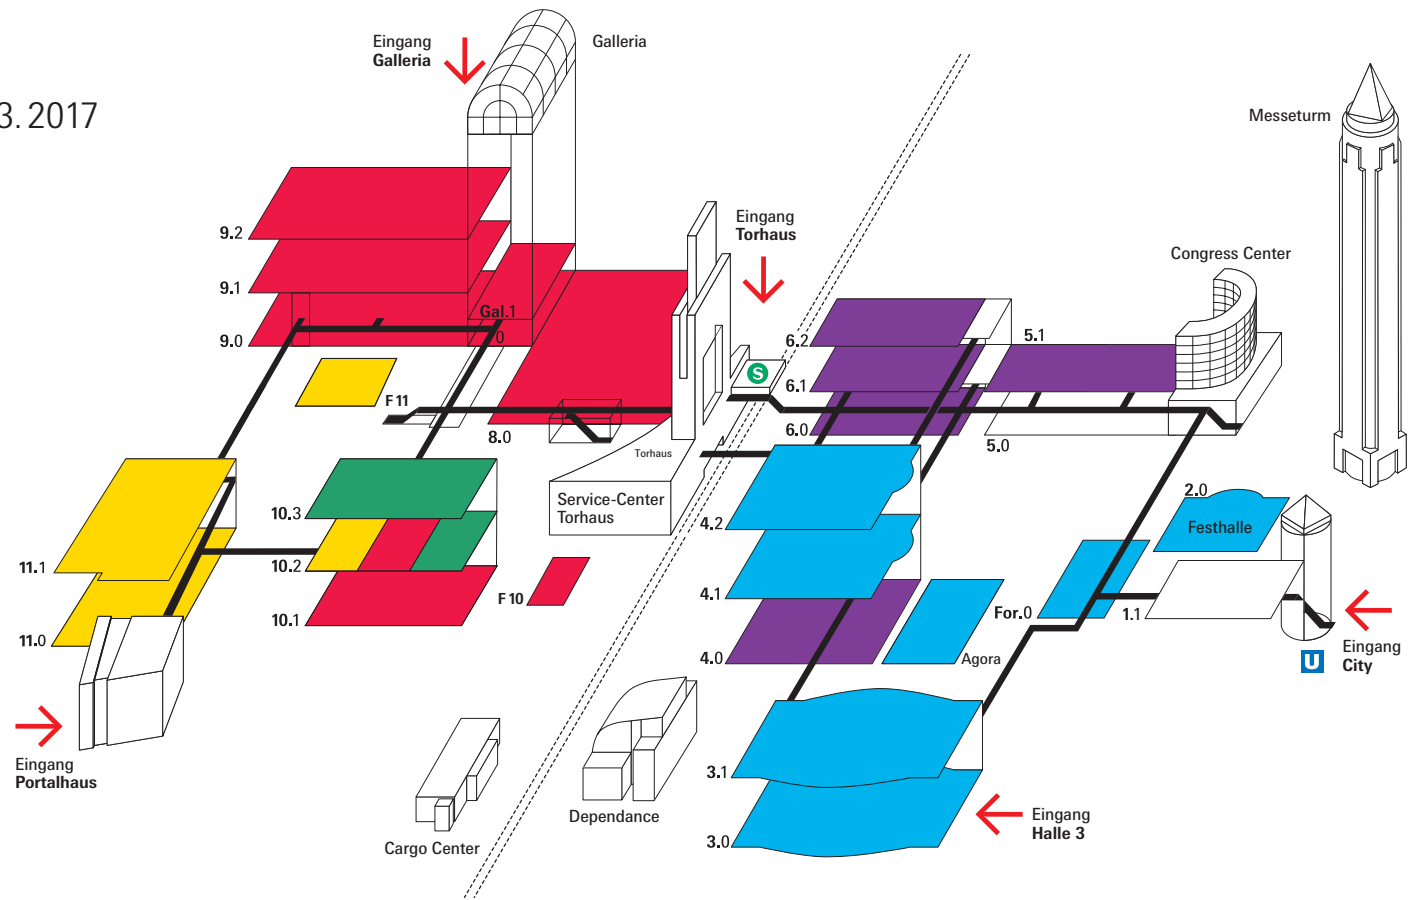 3. 2017
Eingang
Galleria
Galleria
Messeturm
Eingang
Torhaus
Congress Center
9.2
9.1
9.0
Gal.1
0
F 11
8.0
S
6.2
6.1
6.0
5.1
5.0
Torhaus
Service-Center
Torhaus
10.3
10.2
10.1
F 10
11.1
11.0
4.2
4.1
4.0
Agora
2.0
Festhalle
For.0
1.1
U
Eingang
City
Eingang
Portalhaus
Cargo Center
Dependance
3.1
3.0
Eingang
Halle 3